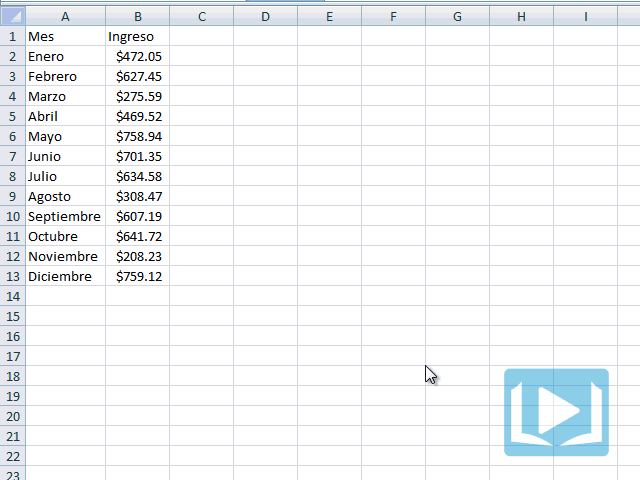 A B C D E F G H I
1 Mes Ingreso
2 Enero $472.05
3 Febrero $627.45
4 Marzo $275.59
5 Abril $469.52
6 Mayo $758.94
7 Junio $701.35
8 Julio $634.58
9 Agosto $308.47
10 Septiembre $607.19
11 Octubre $641.72
12 Noviembre $208.23
13 Diciembre $759.12
14
15
16
17
18
19
20
21
22
23